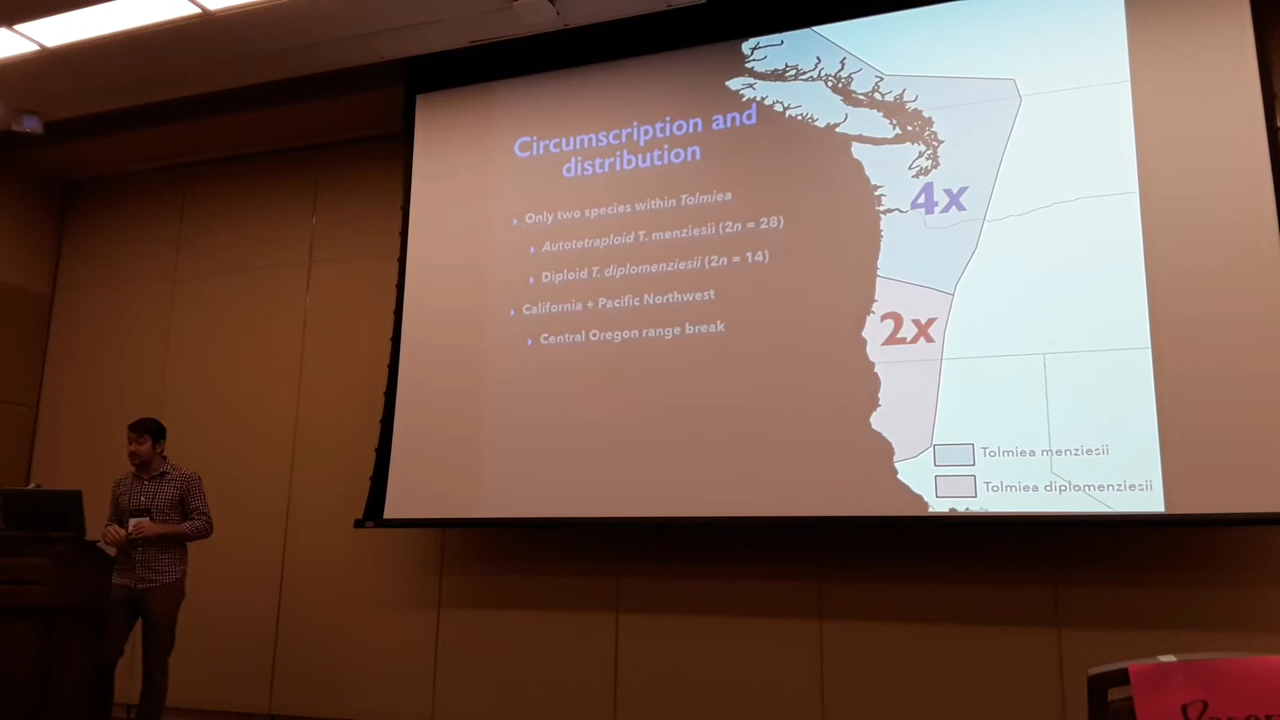 Circumscription and
distribution
Only two species within Tolmiea
Autotetraploid T. menziesii (2n = 28)
Diploid T. diplomenziesii (2n = 14)
California + Pacific Northwest
Central Oregon range break
4x
2x
Tolmiea menziesii
Tolmiea diplomenziesii